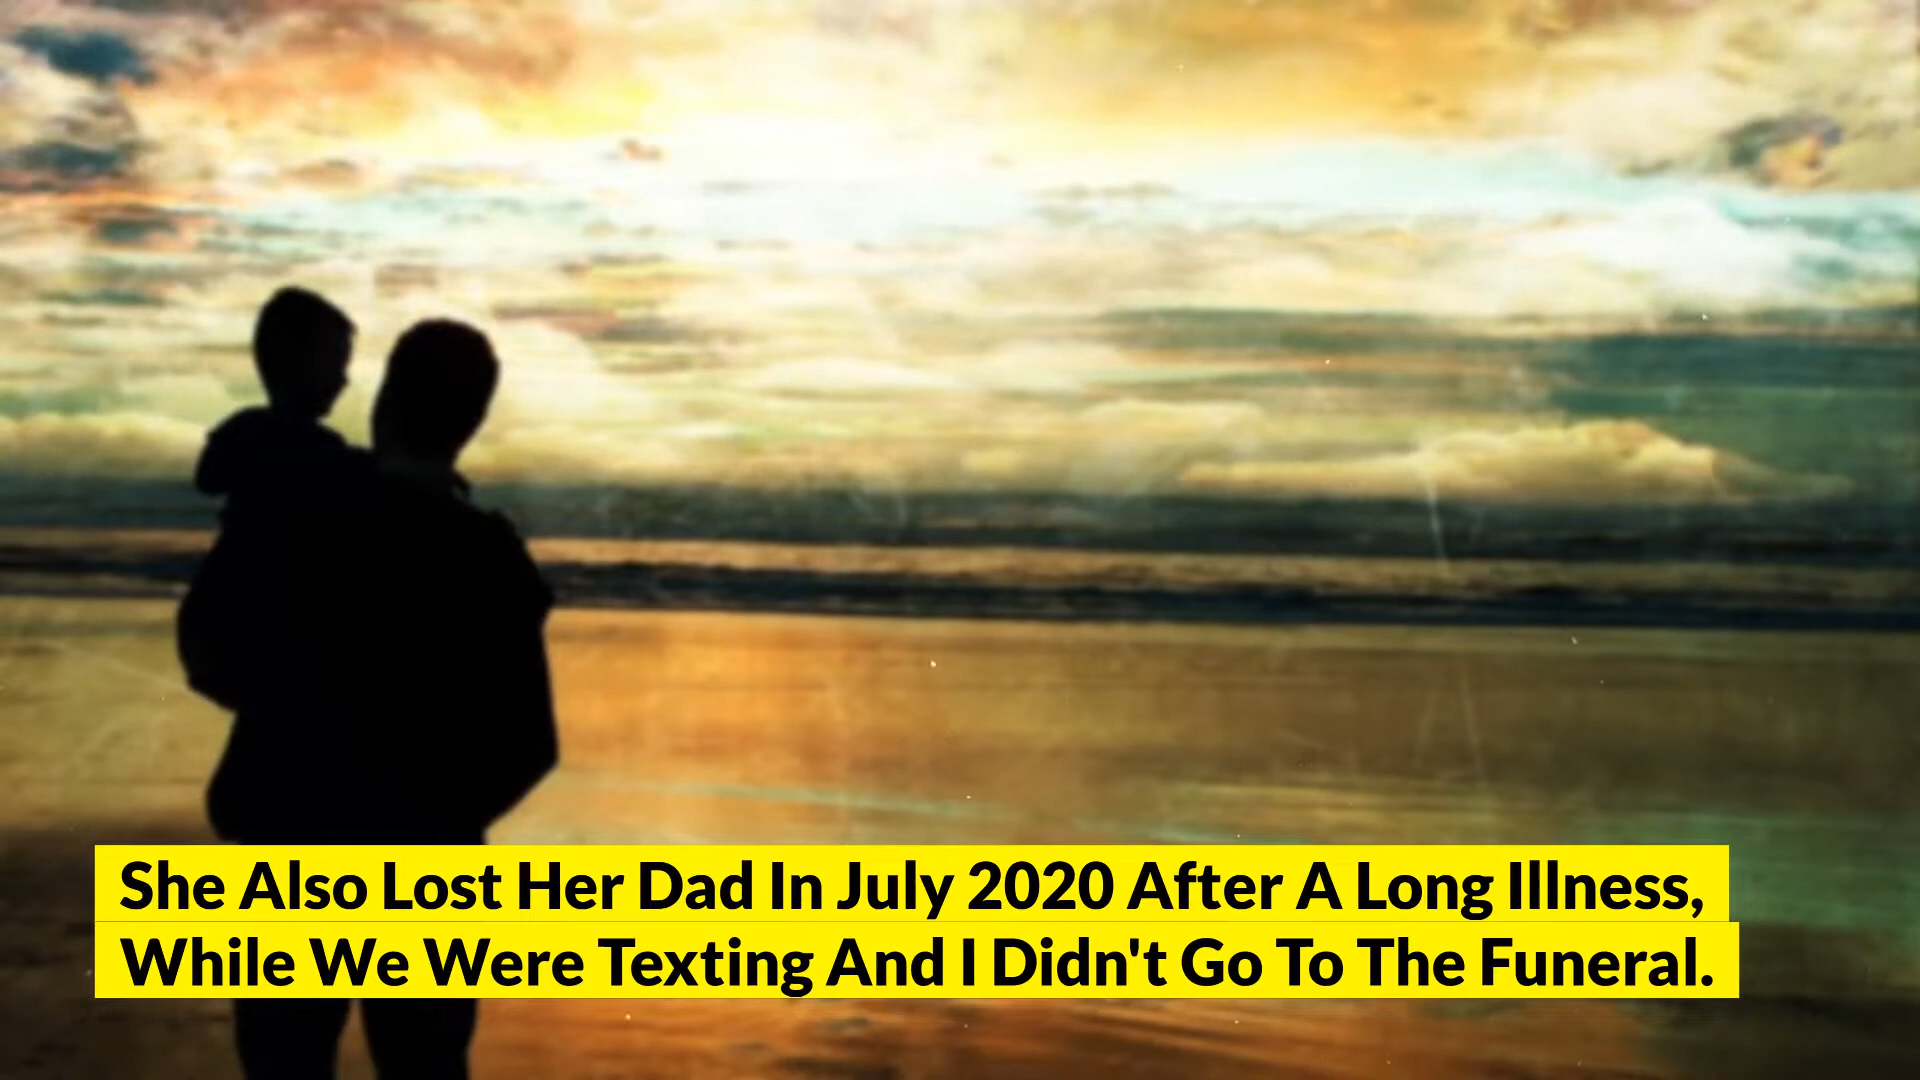 She Also Lost Her Dad In July 2020 After A Long Illness,
While We Were Texting And I Didn't Go To The Funeral.